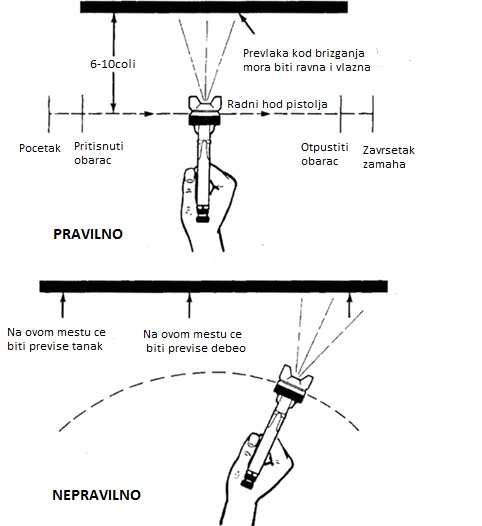 6-10coli
Prevlaka kod brizganja
mora biti ravna i vlazna
Radni hod pistolja
Pocetak
Pritisnuti
obarac
Otpustiti
obarac
Zavrsetak
zamaha
PRAVILNO
Na ovom mestu ce
biti previse tanak
Na ovom mestu ce
biti previse debeo
NEPRAVILNO